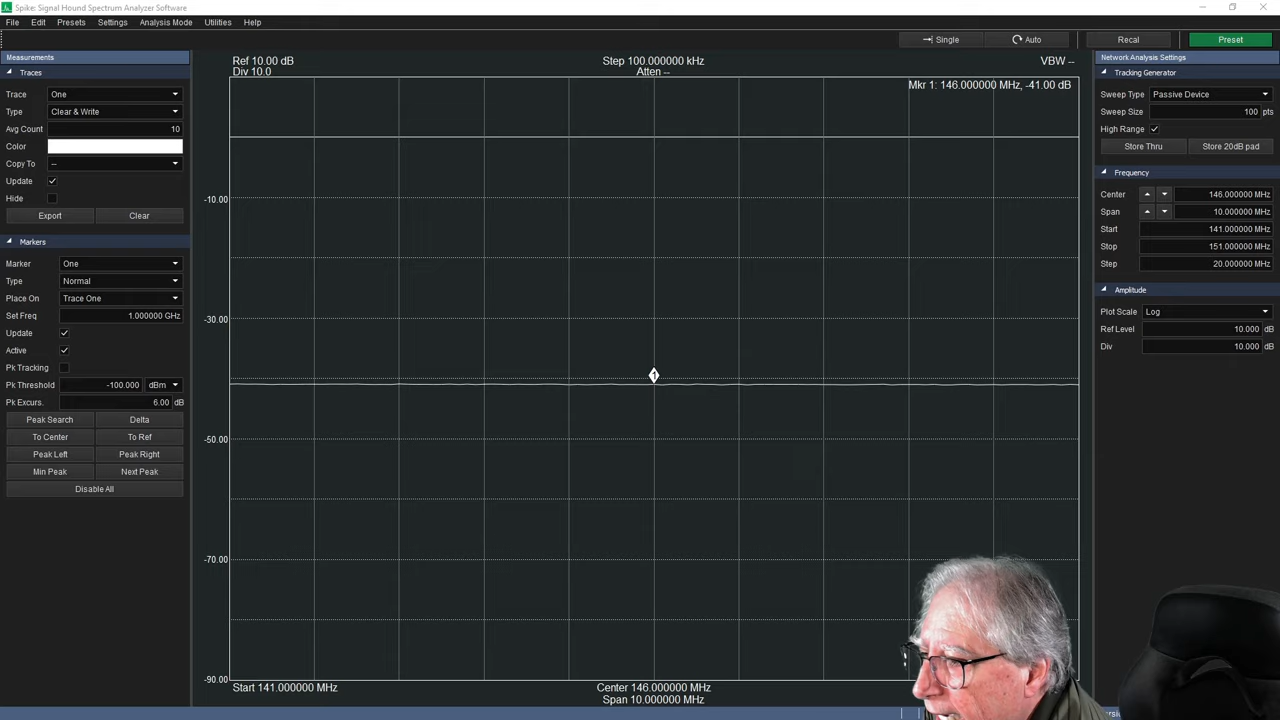 Spike: Signal Hound Spectrum Analyzer Software
File Edit Presets Settings Analysis Mode Utilities Help
Single Auto Recal Preset
Measurements
Traces
Trace One
Type Clear & Write
Avg Count 10
Color
Copy To --
Update
Hide
Export Clear
Markers
Marker One
Type Normal
Place On Trace One
Set Freq 1.000000 GHz
Update
Active
Pk Tracking
Pk Threshold -100.000 dBm
Pk Excurs. 6.00 dB
Peak Search Delta
To Center To Ref
Peak Left Peak Right
Min Peak Next Peak
Disable All
Ref 10.00 dB Step 100.000000 kHz VBW --
Div 10.0 Atten --
Mkr 1: 146.000000 MHz, -41.00 dB
-10.00
-30.00
1
-50.00
-70.00
-90.00
Start 141.000000 MHz Center 146.000000 MHz
Span 10.000000 MHz
Network Analysis Settings
Tracking Generator
Sweep Type Passive Device
Sweep Size 100 pts
High Range
Store Thru Store 20dB pad
Frequency
Center 146.000000 MHz
Span 10.000000 MHz
Start 141.000000 MHz
Stop 151.000000 MHz
Step 20.000000 MHz
Amplitude
Plot Scale Log
Ref Level 10.000 dB
Div 10.000 dB